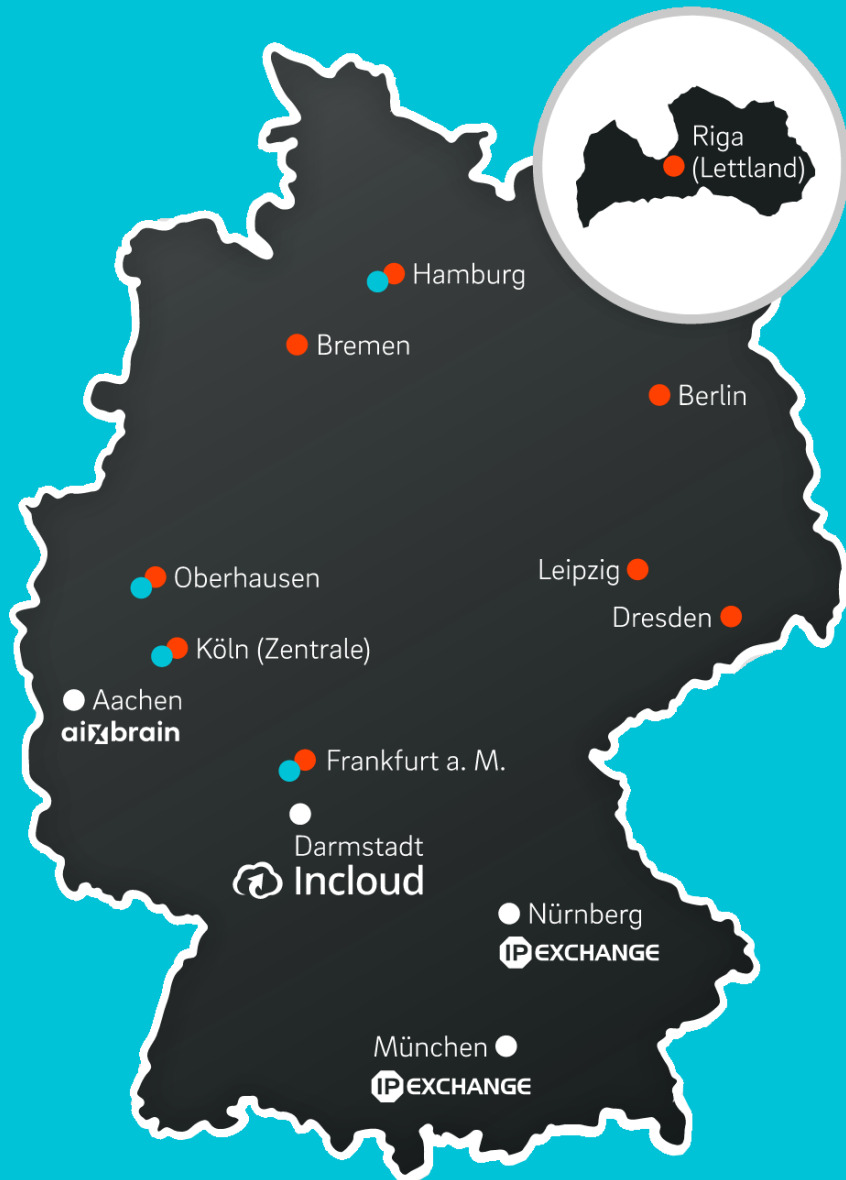 Riga
(Lettland)
Hamburg
Bremen
Berlin
Oberhausen
Leipzig
Dresden
Köln (Zentrale)
Aachen
aixbrain
Frankfurt a. M.
Darmstadt
Incloud
Nürnberg
IP EXCHANGE
München
IP EXCHANGE